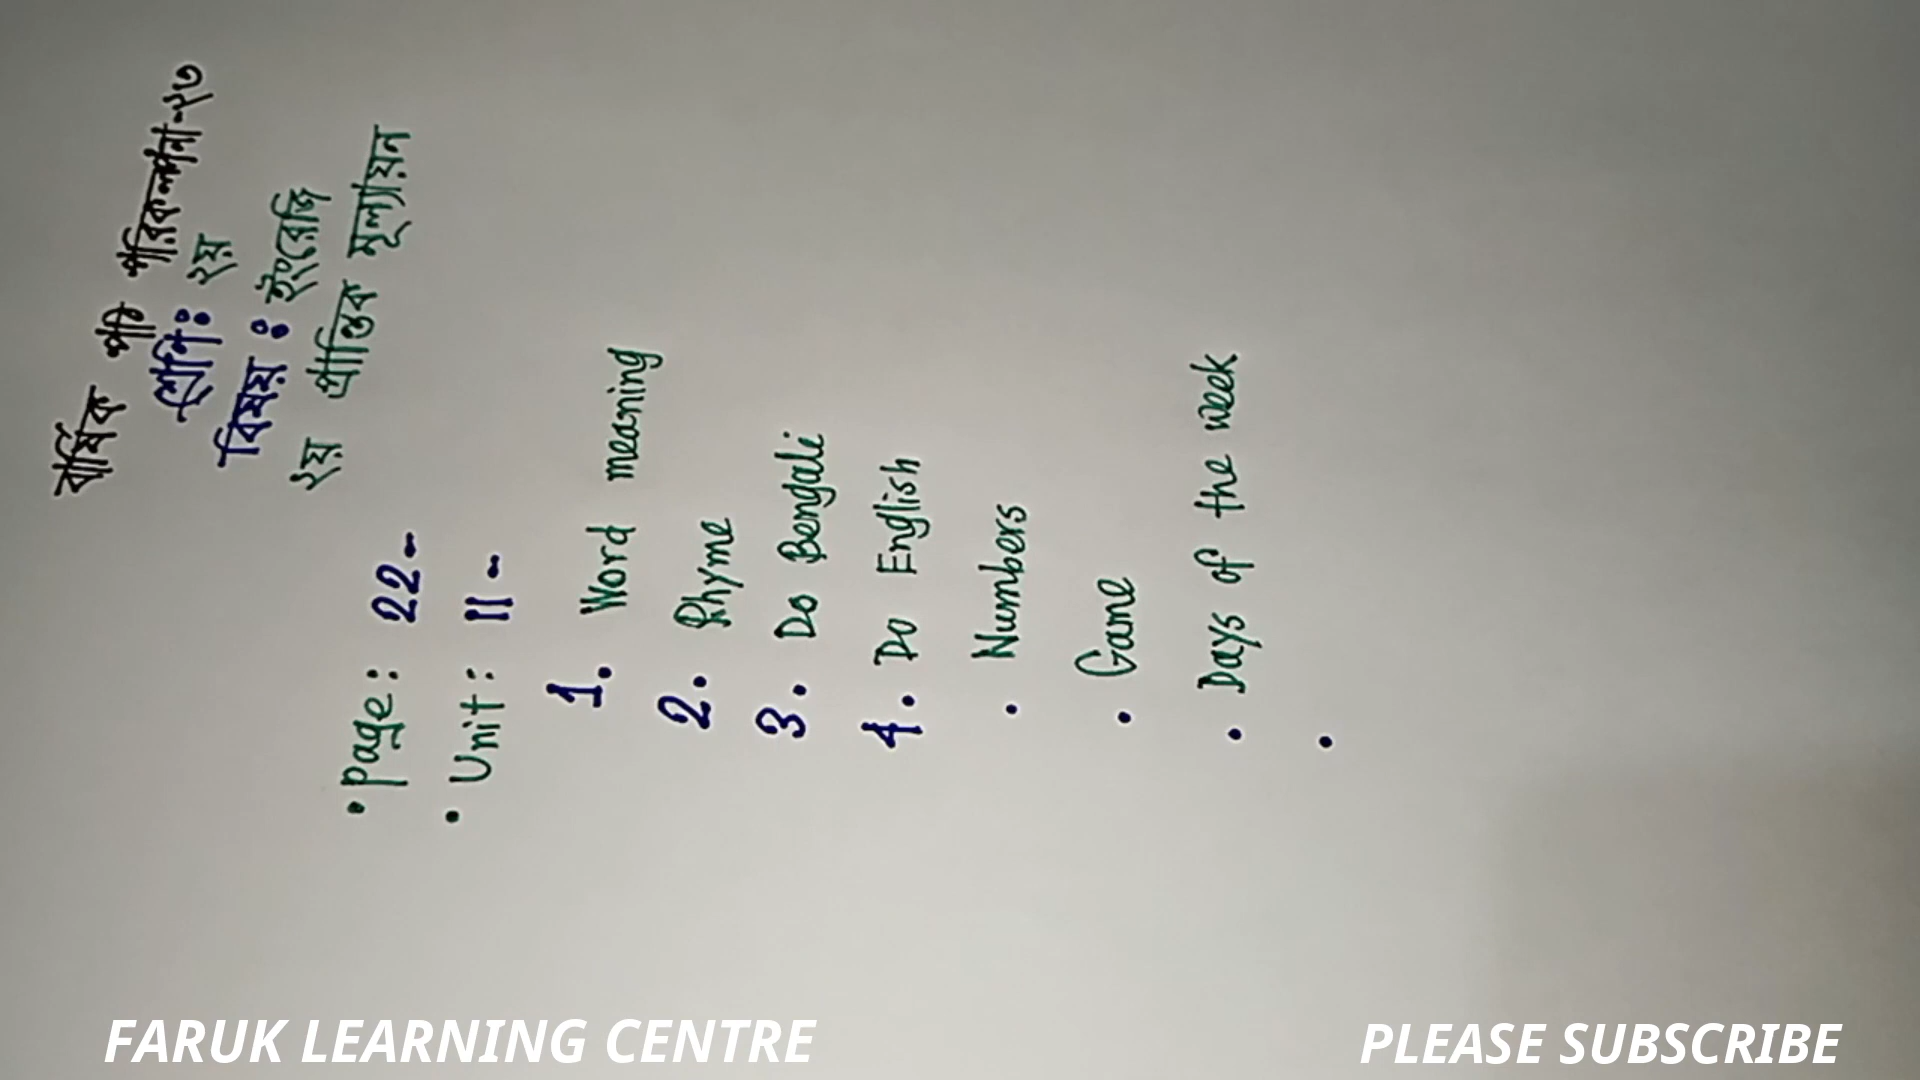 বার্ষিক পাঠ পরিকল্পনা-২৩
শ্রেণি: ২য়
বিষয়: ইংরেজি
২য় প্রান্তিক মূল্যায়ন
• Page: 22-
• Unit: 11-
1. Word meaning
2. Rhyme
3. Do Bengali
4. Do English
• Numbers
• Game
• Days of the week
•
FARUK LEARNING CENTRE
PLEASE SUBSCRIBE